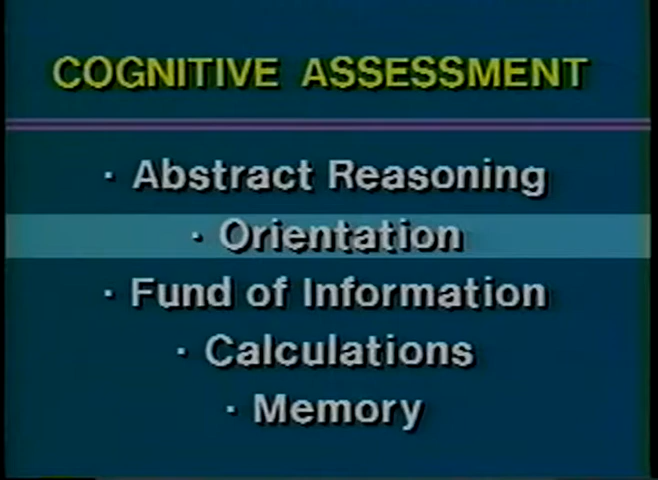 COGNITIVE ASSESSMENT
· Abstract Reasoning
· Orientation
· Fund of Information
· Calculations
· Memory